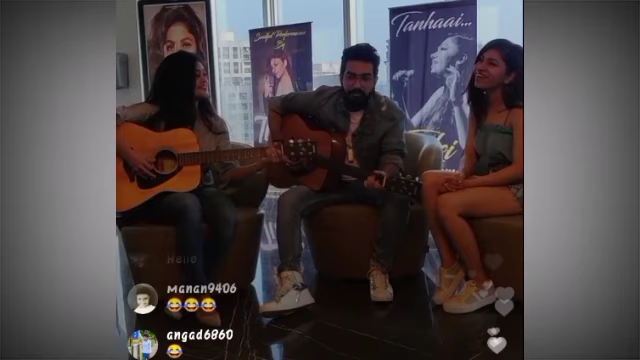 Tanhaai...
Soulful Performance
By
Hello
manan9406
😂😂😂
angad6860
😂